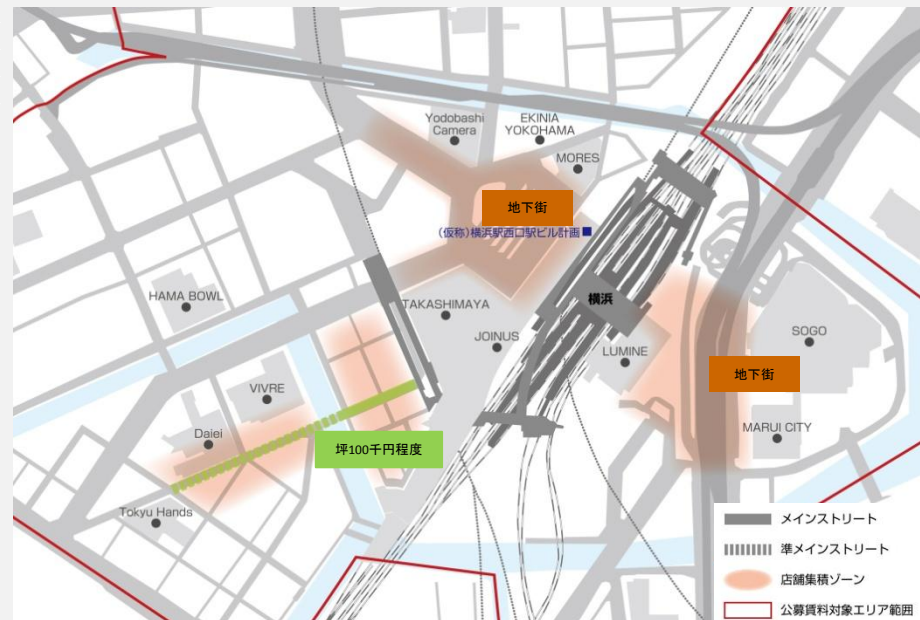 Yodobashi
Camera
EKINIA
YOKOHAMA
MORES
地下街
(仮称)横浜駅西口駅ビル計画
HAMA BOWL
TAKASHIMAYA
横浜
JOINUS
LUMINE
SOGO
地下街
VIVRE
Daiei
坪100千円程度
MARUI CITY
Tokyu Hands
メインストリート
準メインストリート
店舗集積ゾーン
公募賃料対象エリア範囲